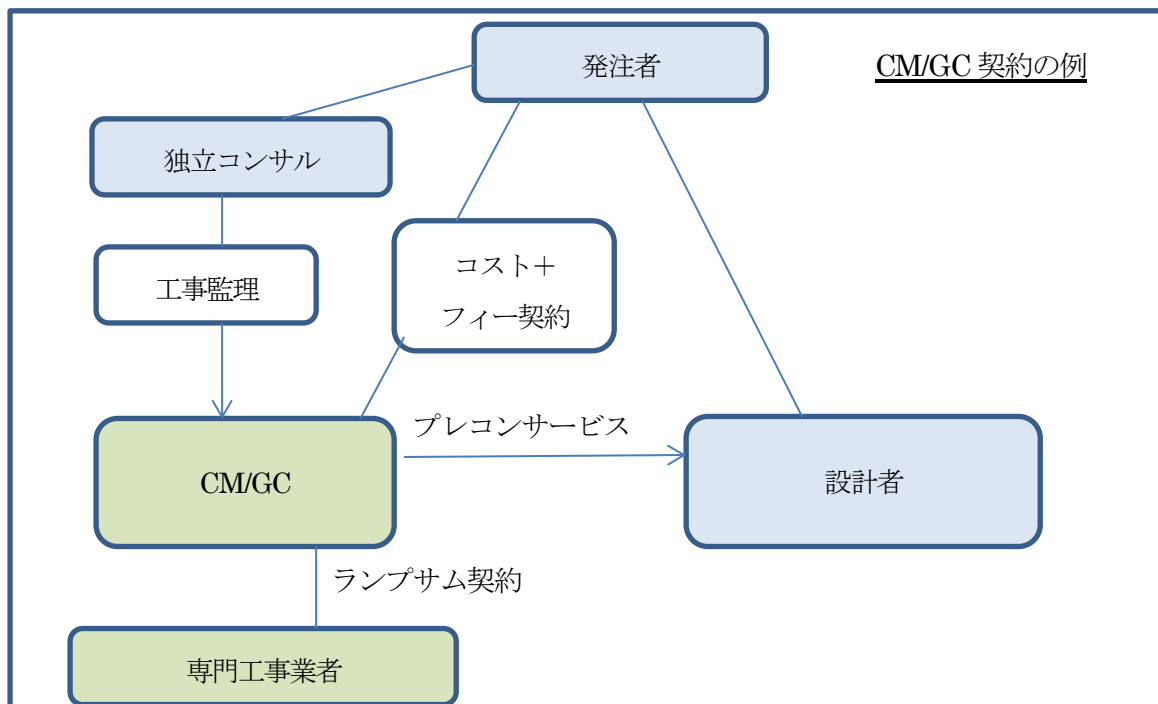 発注者
CM/GC 契約の例
独立コンサル
コスト＋
フィー契約
工事監理
プレコンサービス
CM/GC
設計者
ランプサム契約
専門工事業者